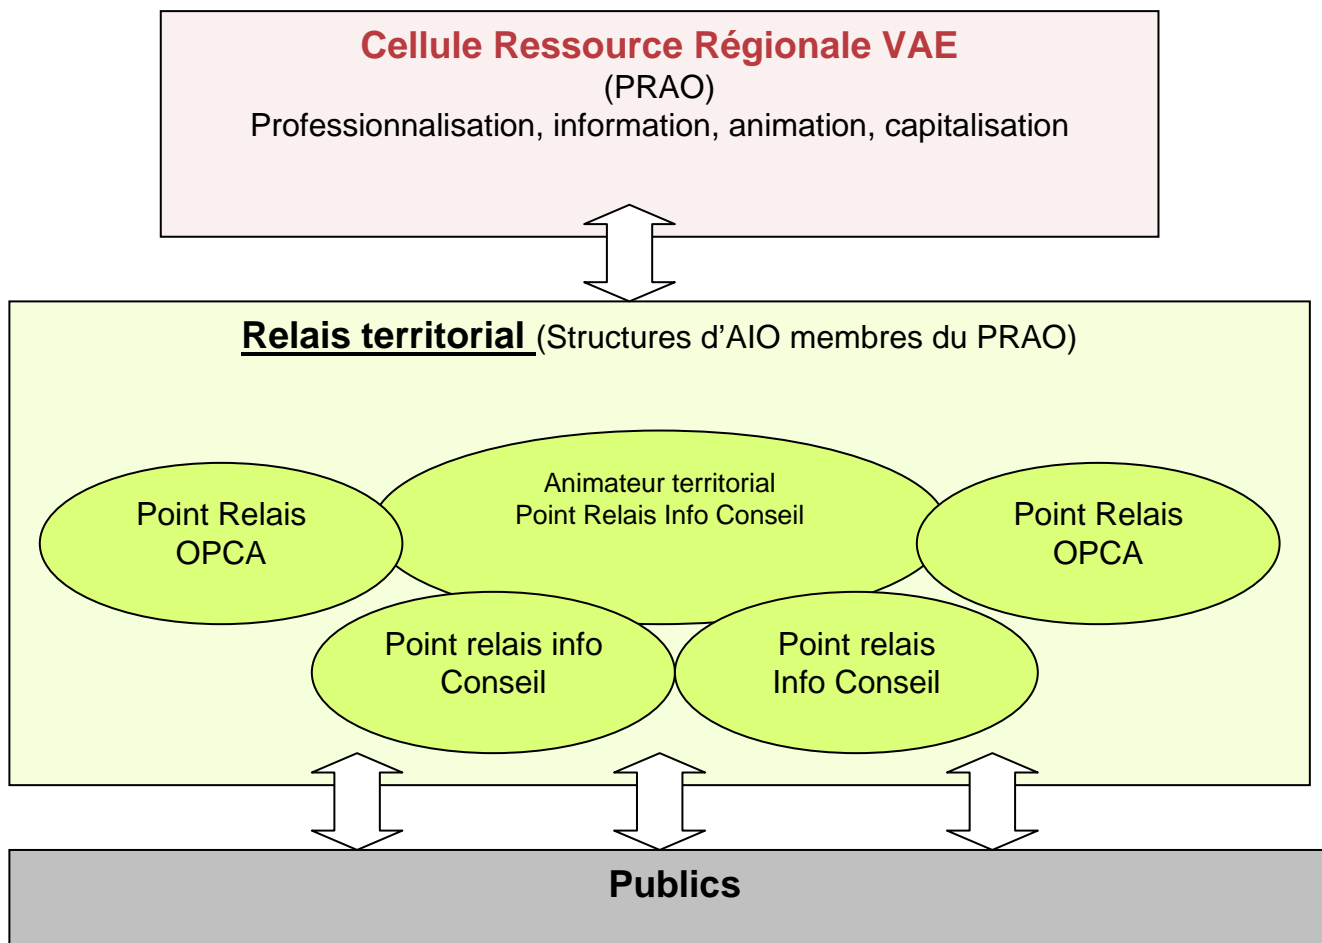 Cellule Ressource Régionale VAE
(PRAO)
Professionnalisation, information, animation, capitalisation
Relais territorial (Structures d’AIO membres du PRAO)
Animateur territorial
Point Relais Info Conseil
Point Relais
OPCA
Point Relais
OPCA
Point relais info
Conseil
Point relais
Info Conseil
Publics